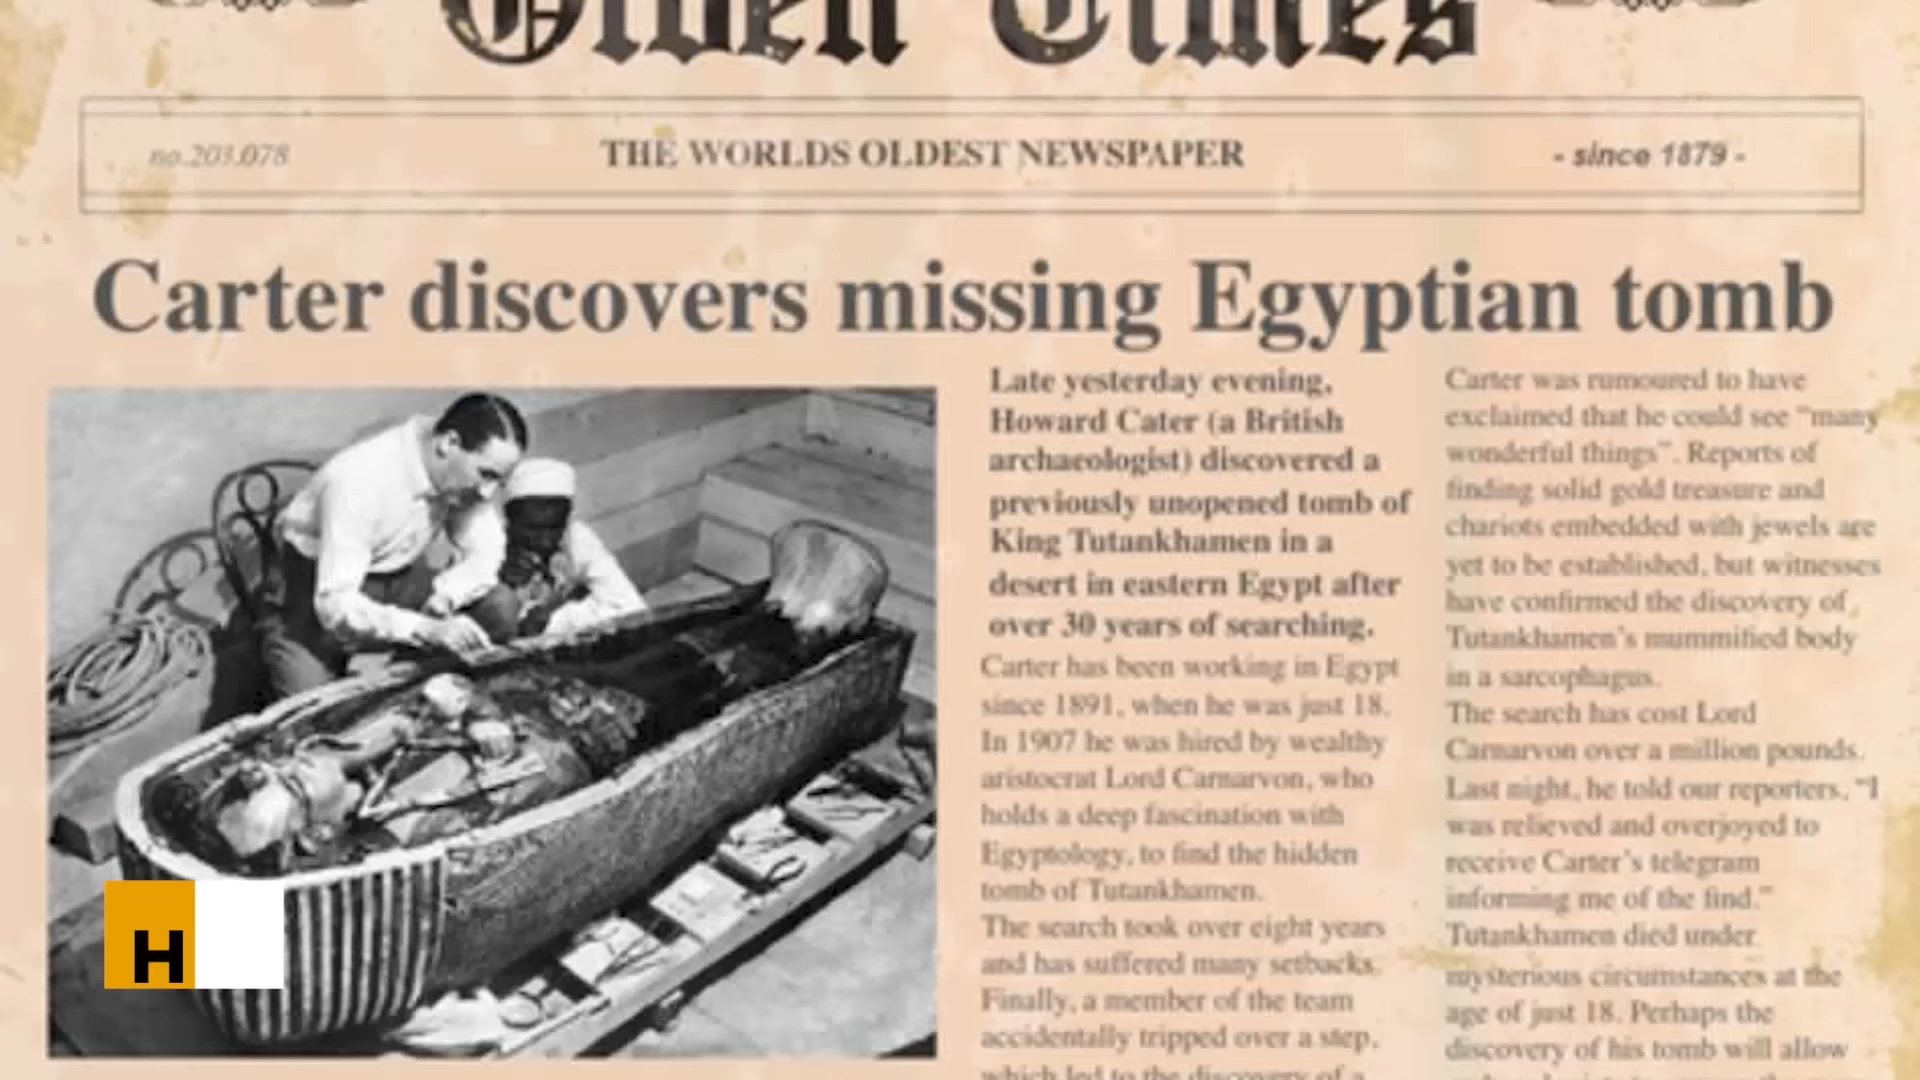 Olden Times
no.203.078
THE WORLDS OLDEST NEWSPAPER
- since 1879 -
Carter discovers missing Egyptian tomb
Late yesterday evening,
Howard Cater (a British
archaeologist) discovered a
previously unopened tomb of
King Tutankhamen in a
desert in eastern Egypt after
over 30 years of searching.
Carter has been working in Egypt
since 1891, when he was just 18.
In 1907 he was hired by wealthy
aristocrat Lord Carnarvon, who
holds a deep fascination with
Egyptology, to find the hidden
tomb of Tutankhamen.
The search took over eight years
and has suffered many setbacks.
Finally, a member of the team
accidentally tripped over a step,
which led to the discovery of a
Carter was rumoured to have
exclaimed that he could see "many
wonderful things". Reports of
finding solid gold treasure and
chariots embedded with jewels are
yet to be established, but witnesses
have confirmed the discovery of
Tutankhamen's mummified body
in a sarcophagus.
The search has cost Lord
Carnarvon over a million pounds.
Last night, he told our reporters, "I
was relieved and overjoyed to
receive Carter's telegram
informing me of the find."
Tutankhamen died under
mysterious circumstances at the
age of just 18. Perhaps the
discovery of his tomb will allow
H